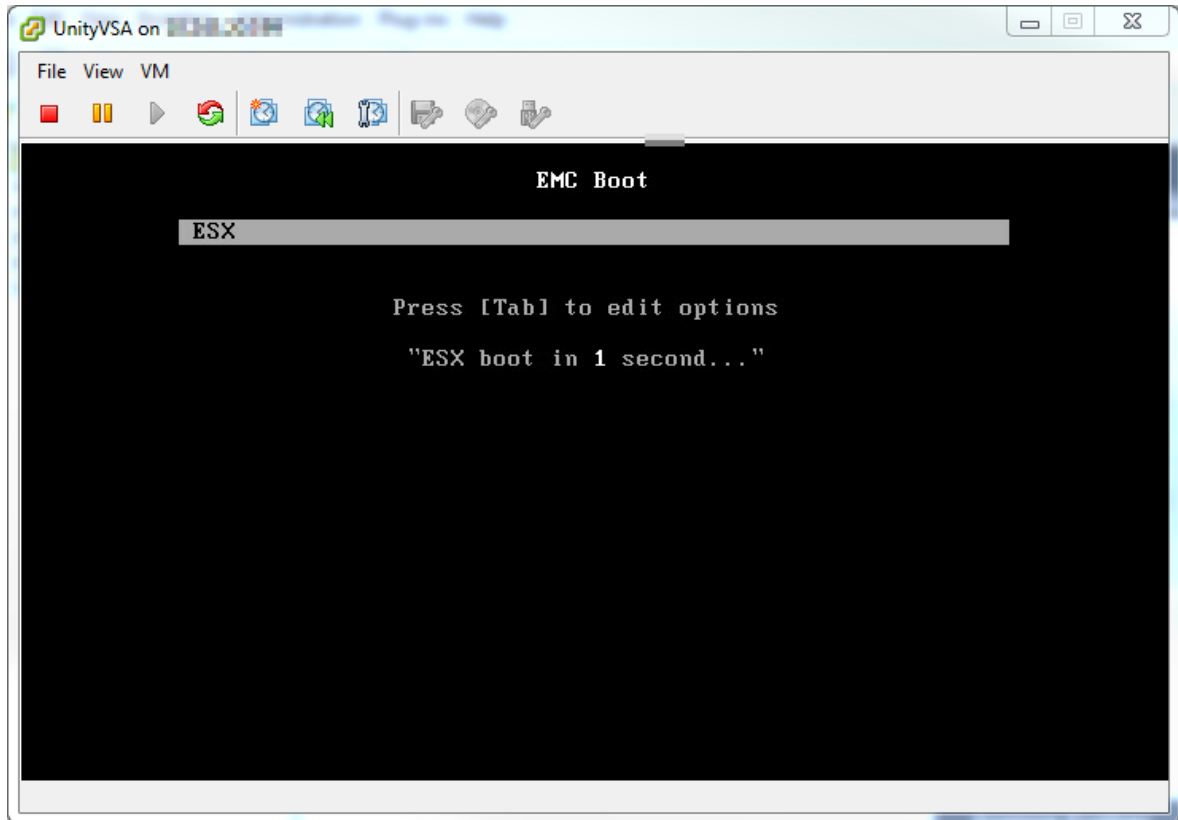 UnityVSA on
File View VM
EMC Boot
ESX
Press [Tab] to edit options
"ESX boot in 1 second..."